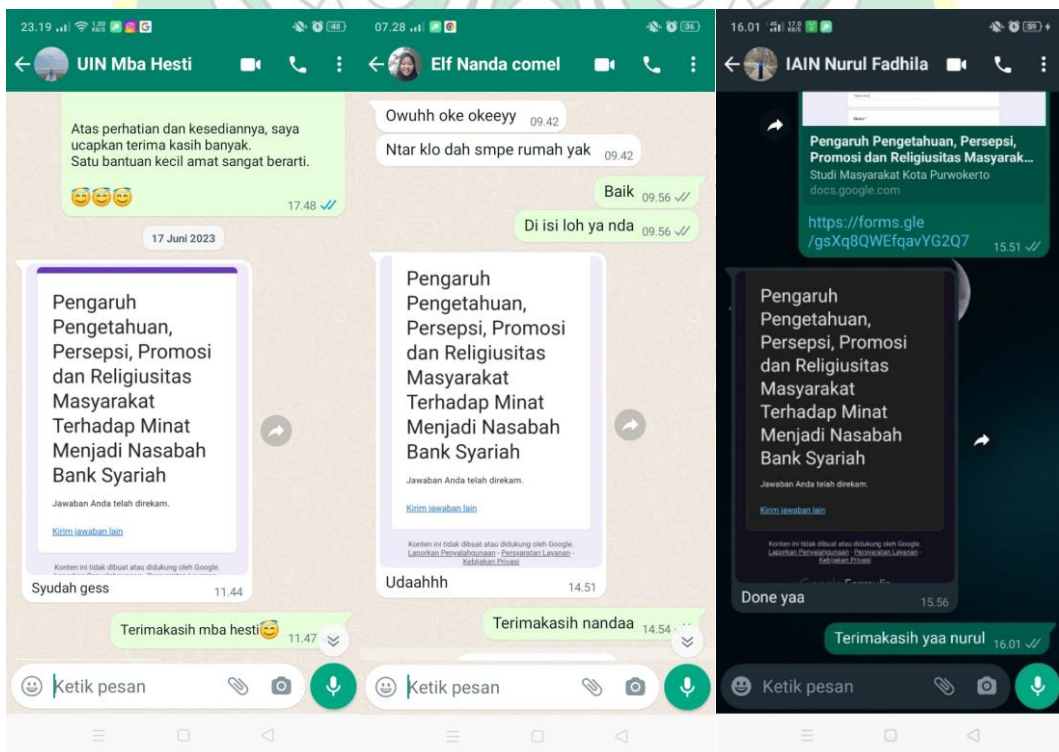 23.19
1.00 KB/S
48
UIN Mba Hesti
Atas perhatian dan kesediannya, saya
ucapkan terima kasih banyak.
Satu bantuan kecil amat sangat berarti.
17.48
17 Juni 2023
Pengaruh
Pengetahuan,
Persepsi, Promosi
dan Religiusitas
Masyarakat
Terhadap Minat
Menjadi Nasabah
Bank Syariah
Jawaban Anda telah direkam.
Kirim jawaban lain
Konten ini tidak dibuat atau didukung oleh Google.
Syudah gess
11.44
Terimakasih mba hesti
11.47
Ketik pesan
07.28
36
Elf Nanda comel
Owuhh oke okeeyy
09.42
Ntar klo dah smpe rumah yak
09.42
Baik
09.56
Di isi loh ya nda
09.56
Pengaruh
Pengetahuan,
Persepsi, Promosi
dan Religiusitas
Masyarakat
Terhadap Minat
Menjadi Nasabah
Bank Syariah
Jawaban Anda telah direkam.
Kirim jawaban lain
Konten ini tidak dibuat atau didukung oleh Google.
Laporkan Penyalahgunaan - Persyaratan Layanan -
Kebijakan Privasi
Udaahhh
14.51
Terimakasih nandaa
14.54
Ketik pesan
16.01
59
IAIN Nurul Fadhila
Pengaruh Pengetahuan, Persepsi,
Promosi dan Religiusitas Masyarak...
Studi Masyarakat Kota Purwokerto
docs.google.com
https://forms.gle
/gsXq8QWEfqavYG2Q7
15.51
Pengaruh
Pengetahuan,
Persepsi, Promosi
dan Religiusitas
Masyarakat
Terhadap Minat
Menjadi Nasabah
Bank Syariah
Jawaban Anda telah direkam.
Kirim jawaban lain
Konten ini tidak dibuat atau didukung oleh Google.
Laporkan Penyalahgunaan - Persyaratan Layanan -
Kebijakan Privasi
Google Formulir
Done yaa
15.56
Terimakasih yaa nurul
16.01
Ketik pesan